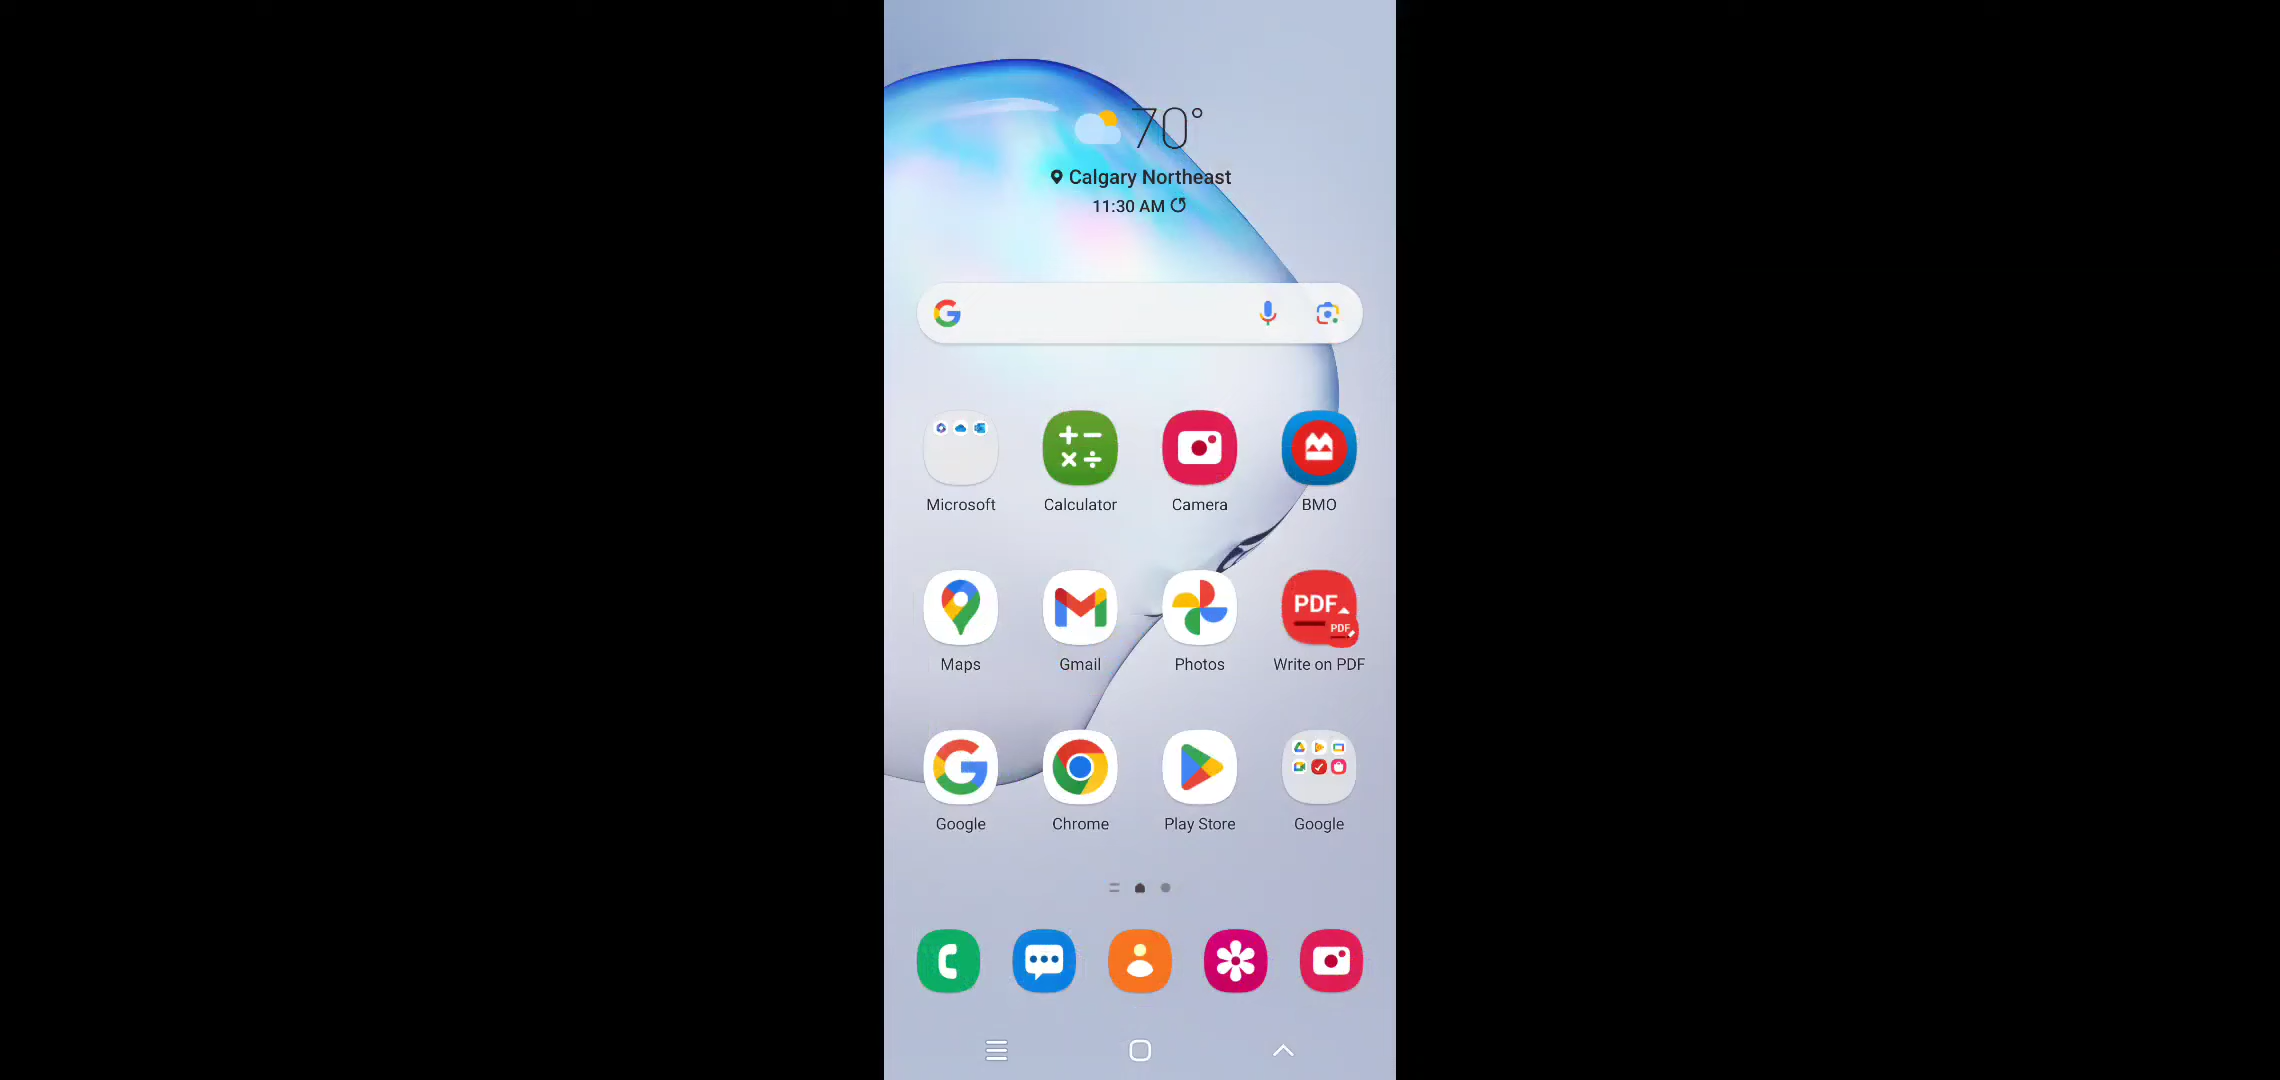 70°
Calgary Northeast
11:30 AM
Microsoft
Calculator
Camera
BMO
PDF
PDF
Maps
Gmail
Photos
Write on PDF
Google
Chrome
Play Store
Google